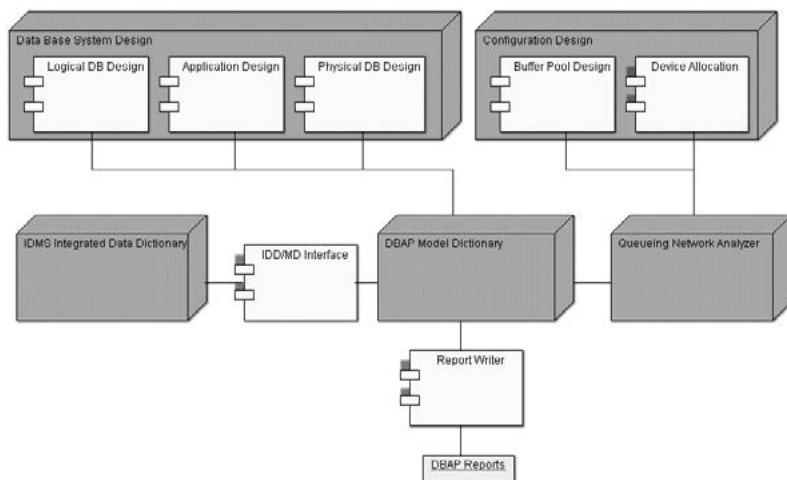 Data Base System Design
Configuration Design
Logical DB Design
Application Design
Physical DB Design
Buffer Pool Design
Device Allocation
IDMS Integrated Data Dictionary
IDD/MD Interface
DBAP Model Dictionary
Queueing Network Analyzer
Report Writer
DBAP Reports